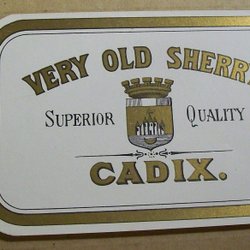 VERY OLD SHERR
SUPERIOR QUALITY
CADIX.